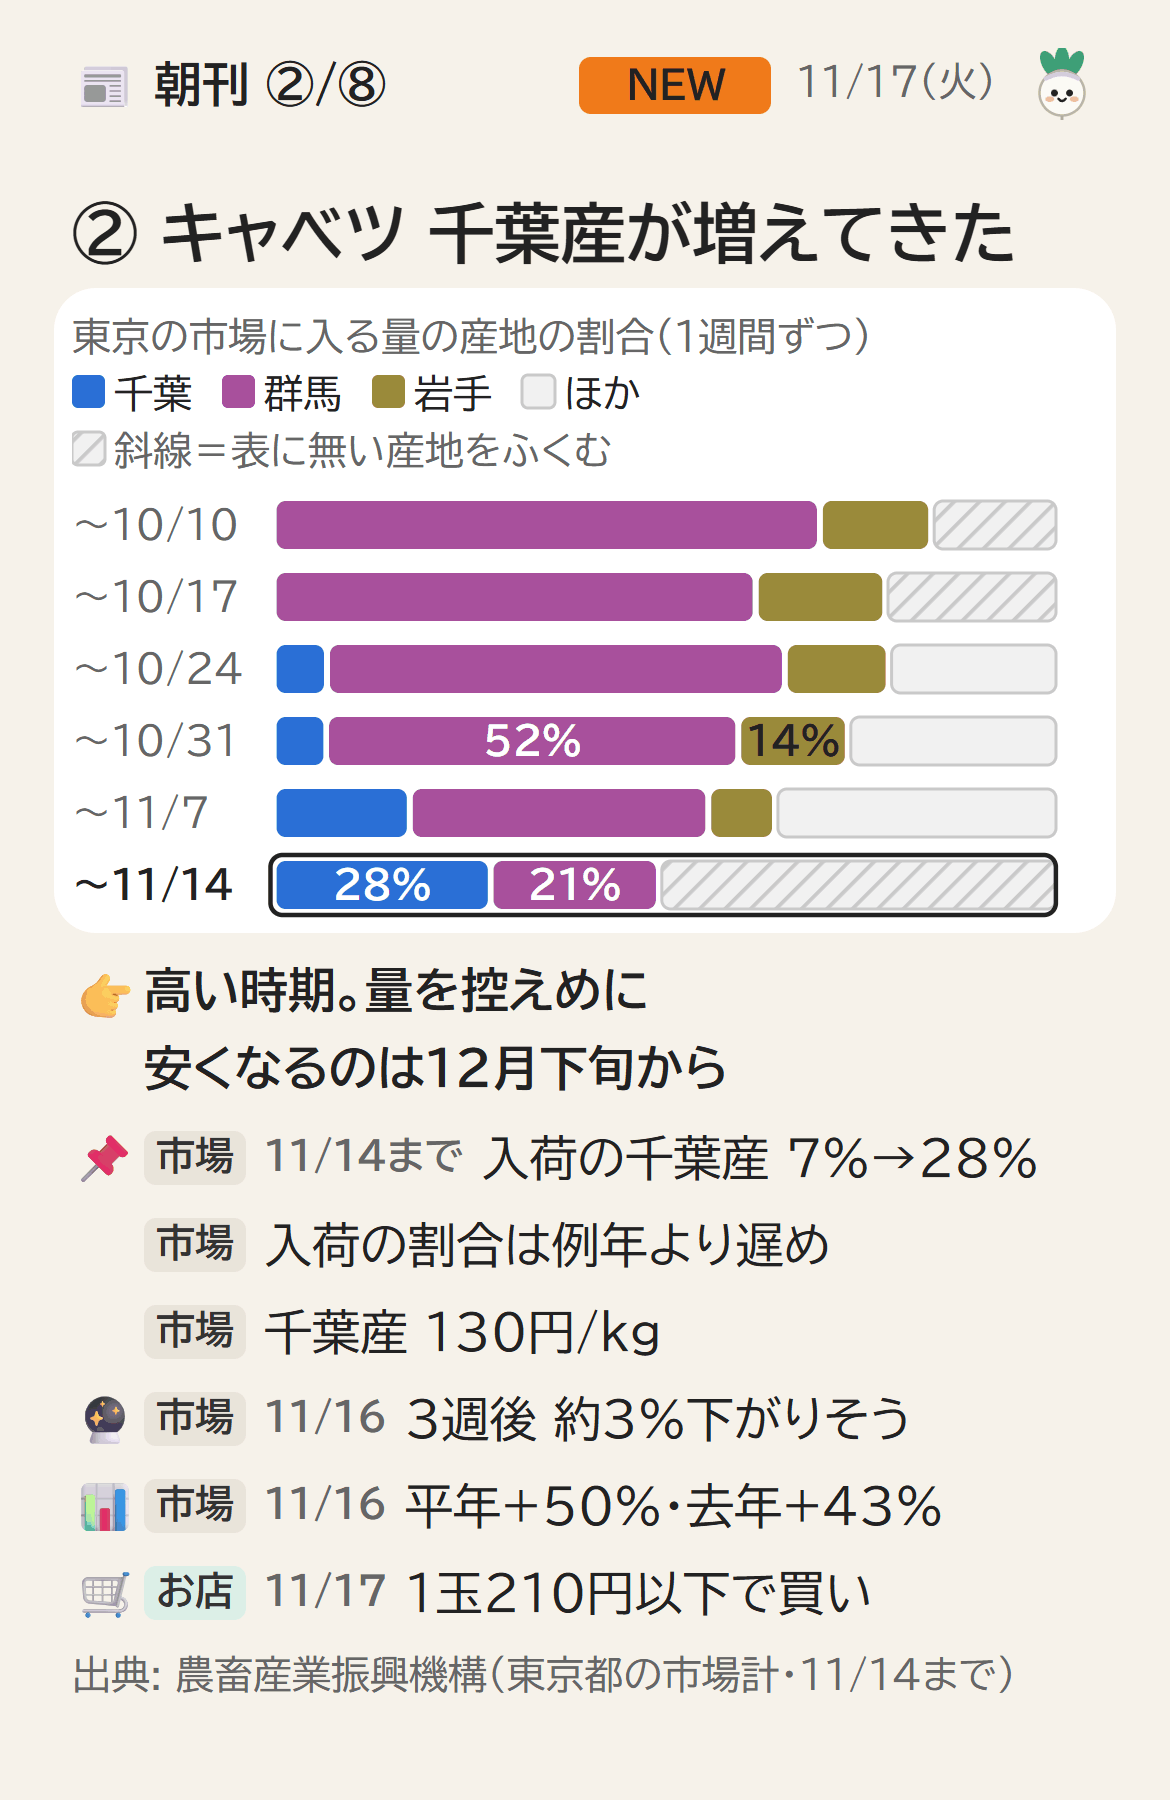 朝刊 ②/⑧ NEW 11/17(火)
② キャベツ 千葉産が増えてきた
東京の市場に入る量の産地の割合(1週間ずつ)
千葉 群馬 岩手 ほか
斜線=表に無い産地をふくむ
~10/10
~10/17
~10/24
~10/31 52% 14%
~11/7
~11/14 28% 21%
高い時期。量を控えめに
安くなるのは12月下旬から
市場 11/14まで 入荷の千葉産 7%→28%
市場 入荷の割合は例年より遅め
市場 千葉産 130円/kg
市場 11/16 3週後 約3%下がりそう
市場 11/16 平年+50%・去年+43%
お店 11/17 1玉210円以下で買い
出典: 農畜産業振興機構(東京都の市場計・11/14まで)